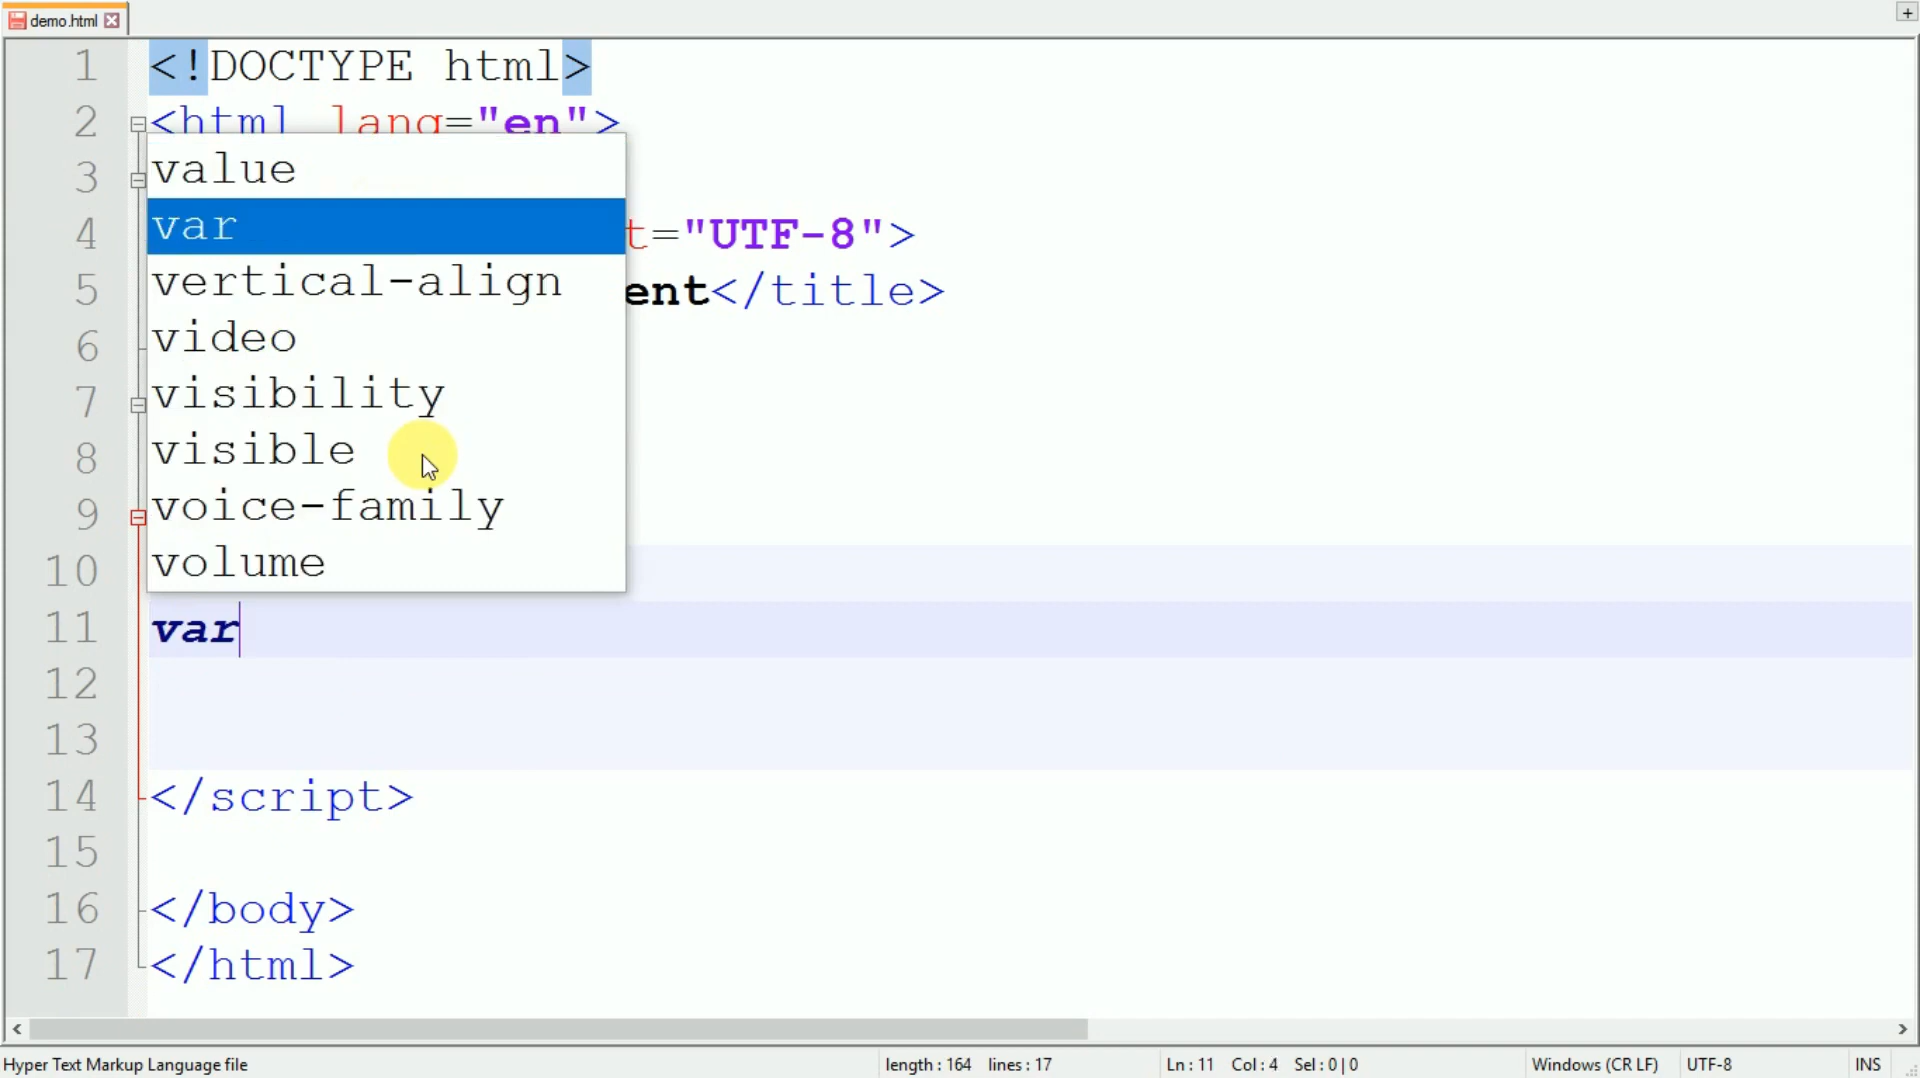 demo.html
1 <!DOCTYPE html>
2 <html lang="en">
3
4 t="UTF-8">
5 ent</title>
6
7
8
9
10
11 var
12
13
14 </script>
15
16 </body>
17 </html>
value
var
vertical-align
video
visibility
visible
voice-family
volume
Hyper Text Markup Language file length : 164 lines : 17 Ln : 11 Col : 4 Sel : 0 | 0 Windows (CR LF) UTF-8 INS